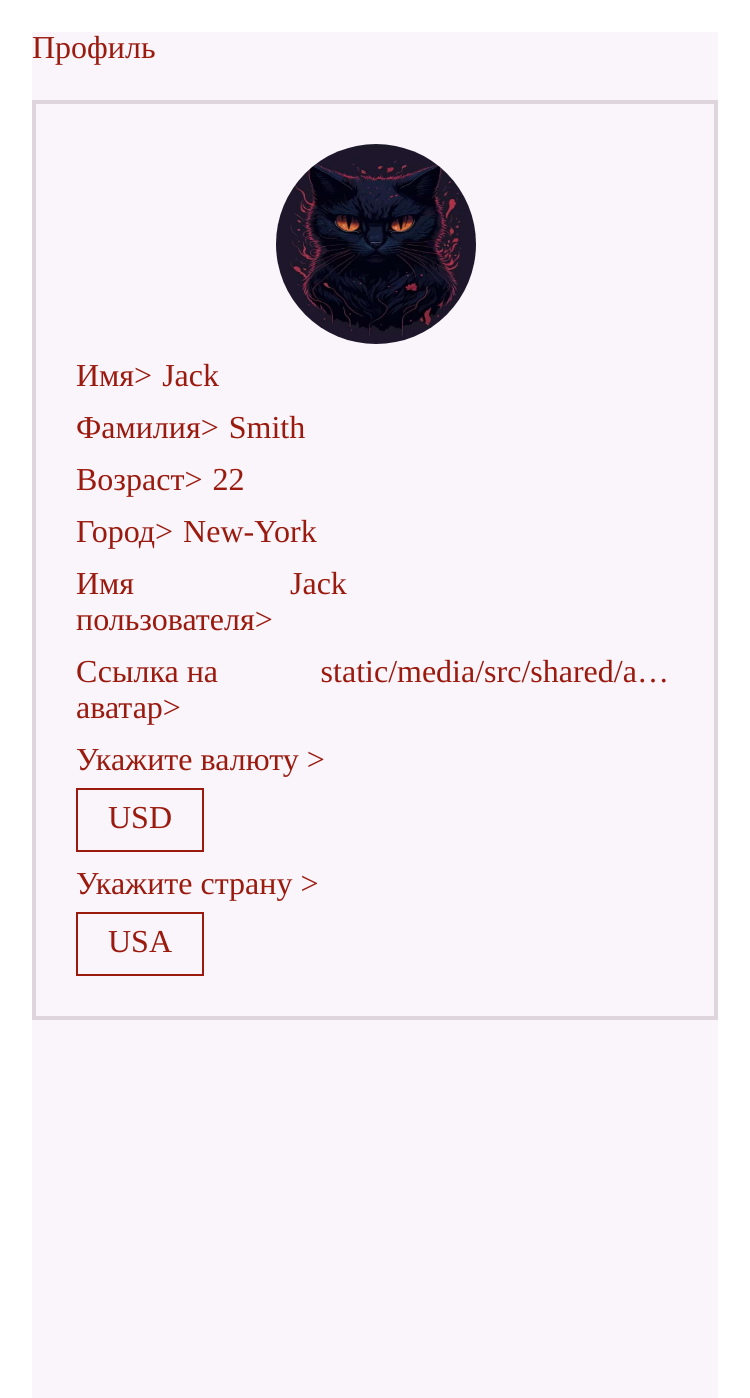 Профиль
Имя> Jack
Фамилия> Smith
Возраст> 22
Город> New-York
Имя пользователя> Jack
Ссылка на аватар> static/media/src/shared/a…
Укажите валюту >
USD
Укажите страну >
USA